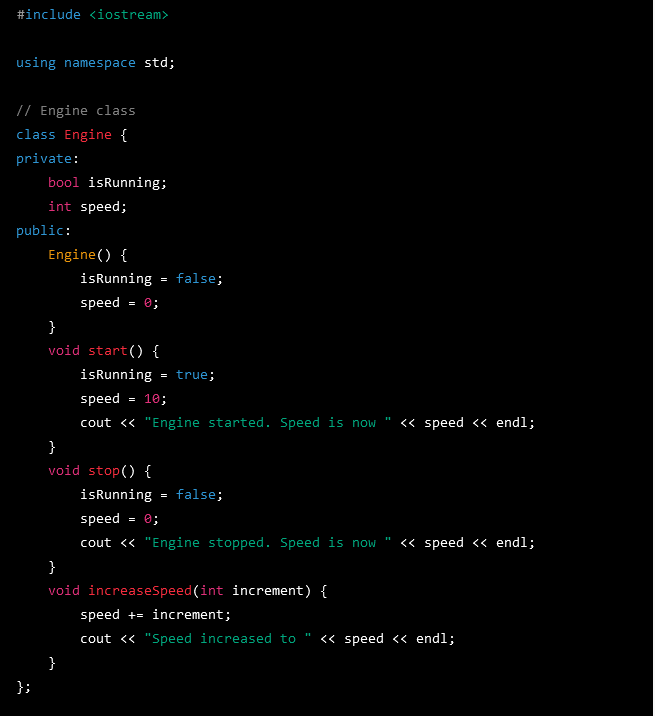 #include <iostream>

using namespace std;

// Engine class
class Engine {
private:
    bool isRunning;
    int speed;
public:
    Engine() {
        isRunning = false;
        speed = 0;
    }
    void start() {
        isRunning = true;
        speed = 10;
        cout << "Engine started. Speed is now " << speed << endl;
    }
    void stop() {
        isRunning = false;
        speed = 0;
        cout << "Engine stopped. Speed is now " << speed << endl;
    }
    void increaseSpeed(int increment) {
        speed += increment;
        cout << "Speed increased to " << speed << endl;
    }
};